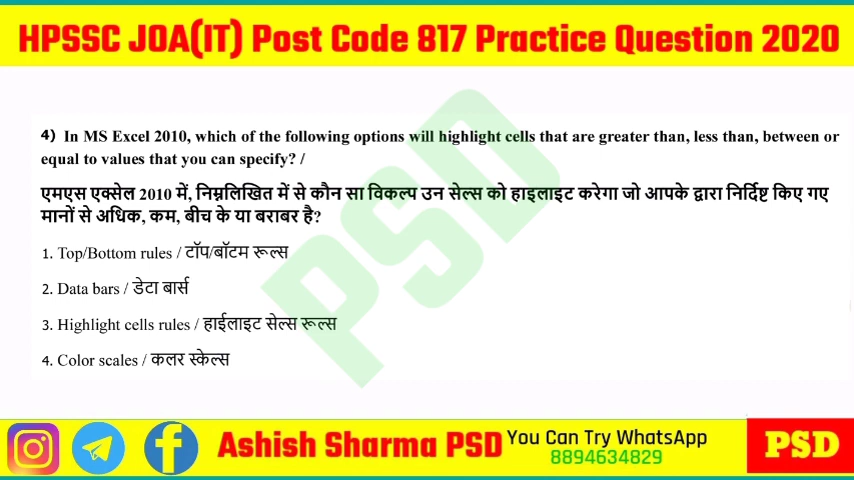 HPSSC JOA(IT) Post Code 817 Practice Question 2020
4) In MS Excel 2010, which of the following options will highlight cells that are greater than, less than, between or
equal to values that you can specify? /
एमएस एक्सेल 2010 में, निम्नलिखित में से कौन सा विकल्प उन सेल्स को हाइलाइट करेगा जो आपके द्वारा निर्दिष्ट किए गए
मानों से अधिक, कम, बीच के या बराबर है?
1. Top/Bottom rules / टॉप/बॉटम रूल्स
2. Data bars / डेटा बार्स
3. Highlight cells rules / हाईलाइट सेल्स रूल्स
4. Color scales / कलर स्केल्स
PSD
Ashish Sharma PSD
You Can Try WhatsApp
8894634829
PSD